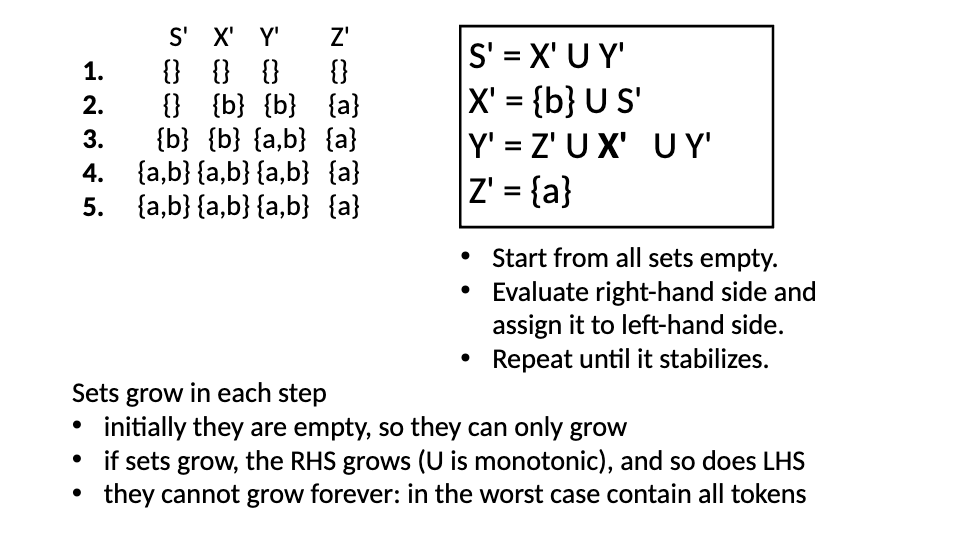 S' X' Y' Z'
1. {} {} {} {}
2. {} {b} {b} {a}
3. {b} {b} {a,b} {a}
4. {a,b} {a,b} {a,b} {a}
5. {a,b} {a,b} {a,b} {a}
S' = X' U Y'
X' = {b} U S'
Y' = Z' U X' U Y'
Z' = {a}
• Start from all sets empty.
• Evaluate right-hand side and
assign it to left-hand side.
• Repeat until it stabilizes.
Sets grow in each step
• initially they are empty, so they can only grow
• if sets grow, the RHS grows (U is monotonic), and so does LHS
• they cannot grow forever: in the worst case contain all tokens